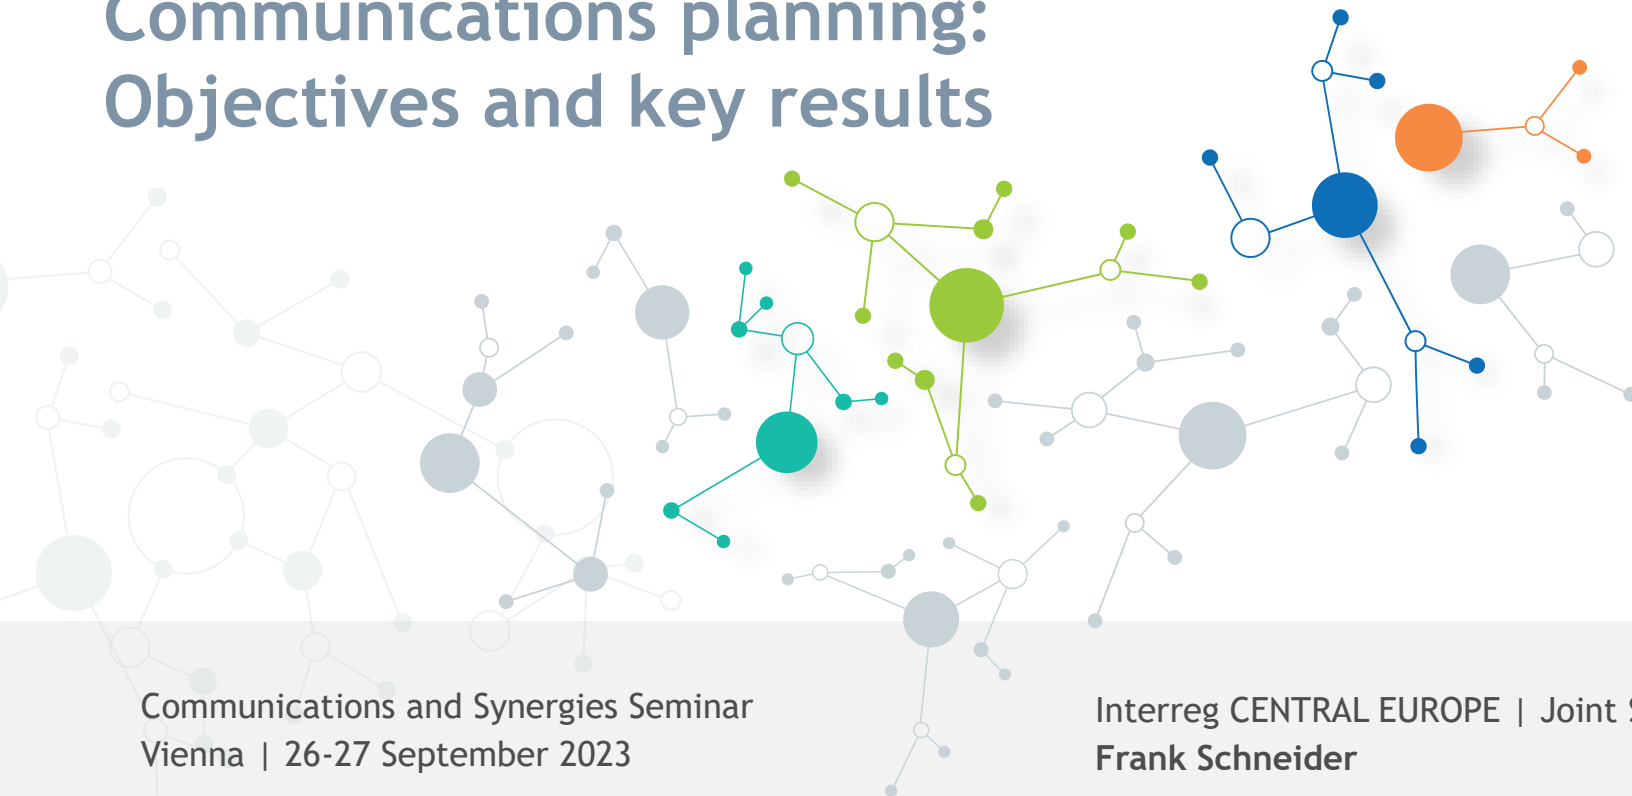 Communications planning:
Objectives and key results
Communications and Synergies Seminar
Vienna | 26-27 September 2023
Interreg CENTRAL EUROPE | Joint
Frank Schneider